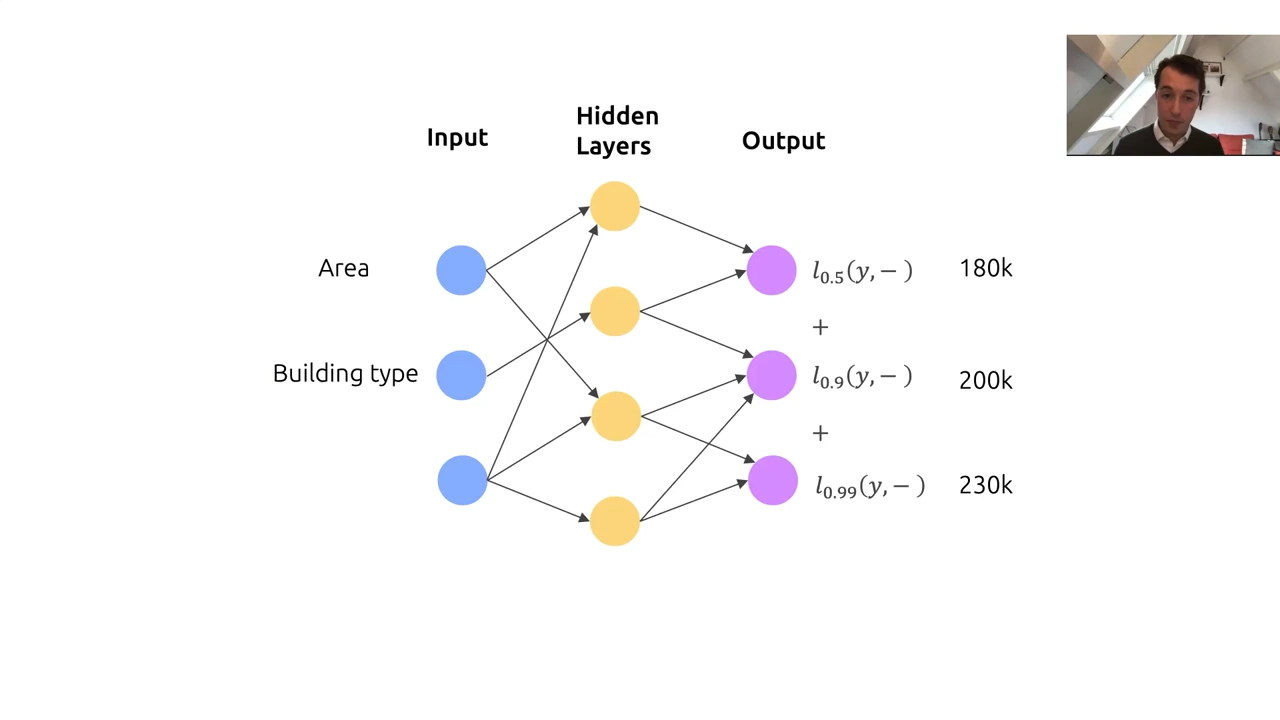 Input
Hidden
Layers
Output
Area
l0.5(y, − )
180k
+
Building type
l0.9(y, − )
200k
+
l0.99(y, − )
230k